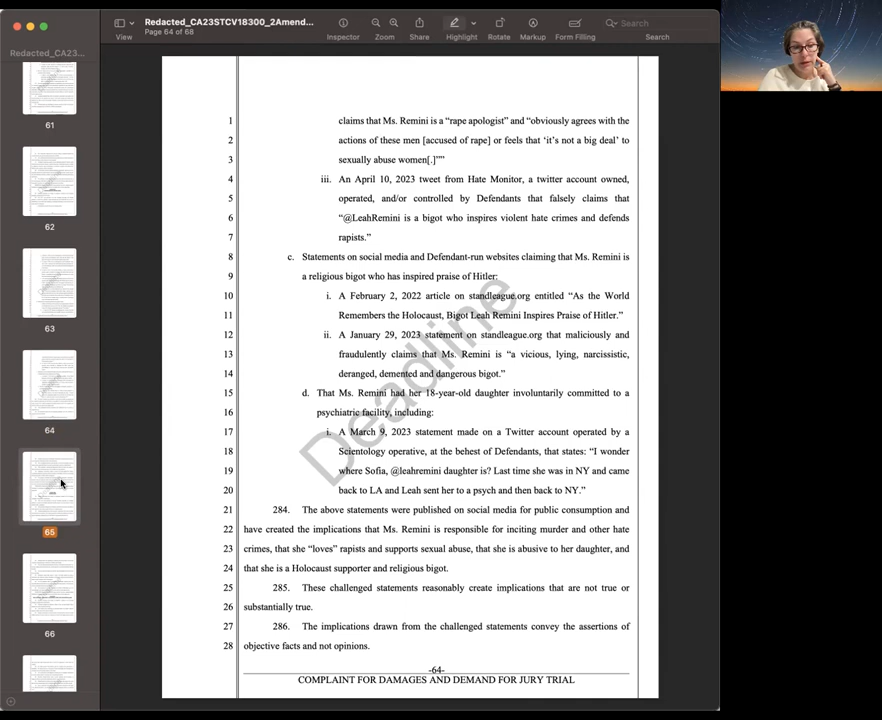 Redacted_CA23STCV18300_2Amend...
Page 64 of 68
View
Inspector
Zoom
Share
Highlight
Rotate
Markup
Form Filling
Search
Search
Redacted_CA23...
61
62
63
64
65
66
1 claims that Ms. Remini is a “rape apologist” and “obviously agrees with the
2 actions of these men [accused of rape] or feels that ‘it’s not a big deal’ to
3 sexually abuse women[.]””
4 iii. An April 10, 2023 tweet from Hate Monitor, a twitter account owned,
5 operated, and/or controlled by Defendants that falsely claims that
6 “@LeahRemini is a bigot who inspires violent hate crimes and defends
7 rapists.”
8 c. Statements on social media and Defendant-run websites claiming that Ms. Remini is
9 a religious bigot who has inspired praise of Hitler:
10 i. A February 2, 2022 article on standleague.org entitled “As the World
11 Remembers the Holocaust, Bigot Leah Remini Inspires Praise of Hitler.”
12 ii. A January 29, 2023 statement on standleague.org that maliciously and
13 fraudulently claims that Ms. Remini is “a vicious, lying, narcissistic,
14 deranged, demented and dangerous bigot.”
15 d. That Ms. Remini had her 18-year-old daughter involuntarily committed to a
16 psychiatric facility, including:
17 i. A March 9, 2023 statement made on a Twitter account operated by a
18 Scientology operative, at the behest of Defendants, that states: “I wonder
19 where Sofia, @leahremini daughter is? Last time she was in NY and came
20 back to LA and Leah sent her to a psych and then back to NY.”
21 284. The above statements were published on social media for public consumption and
22 have created the implications that Ms. Remini is responsible for inciting murder and other hate
23 crimes, that she “loves” rapists and supports sexual abuse, that she is abusive to her daughter, and
24 that she is a Holocaust supporter and religious bigot.
25 285. These challenged statements reasonably create implications that are not true or
26 substantially true.
27 286. The implications drawn from the challenged statements convey the assertions of
28 objective facts and not opinions.
Deadline
-64-
COMPLAINT FOR DAMAGES AND DEMAND FOR JURY TRIAL